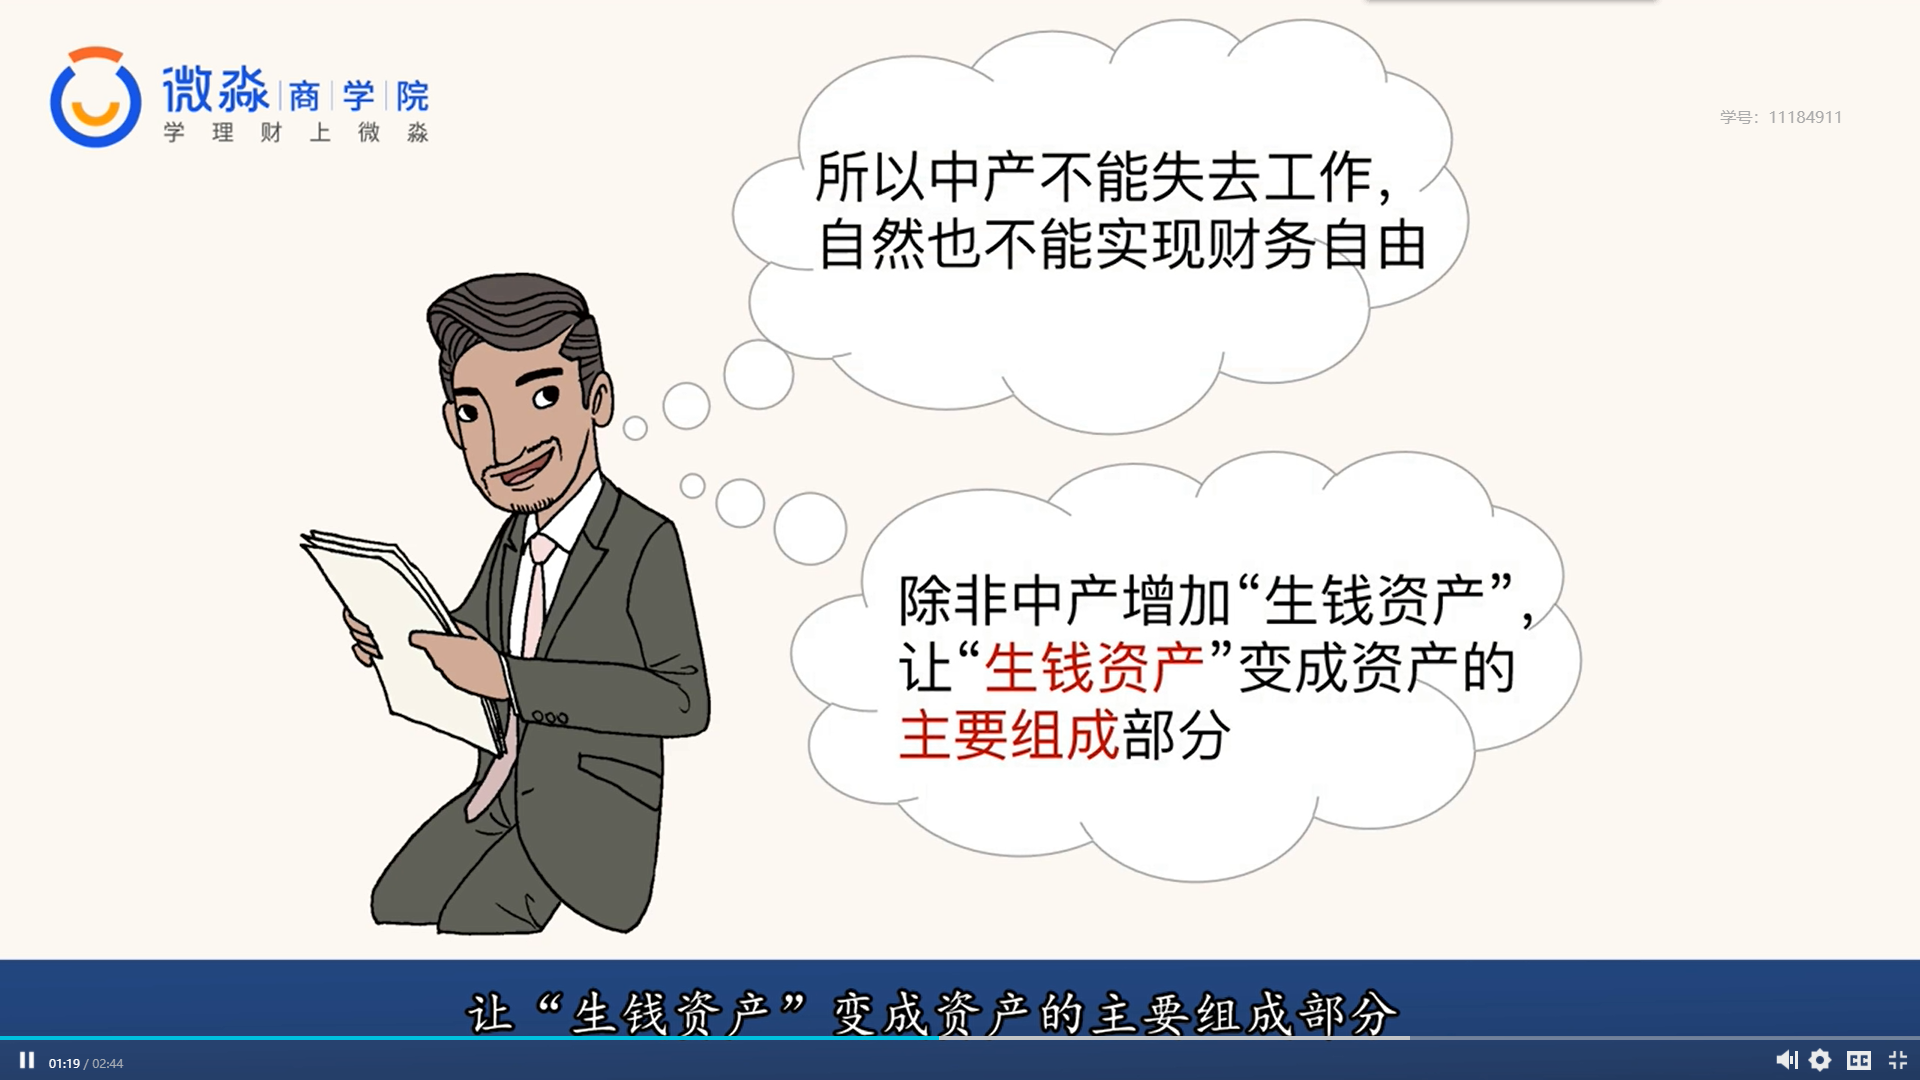 微淼|商|学|院
学理财上微淼
学号：11184911
所以中产不能失去工作，
自然也不能实现财务自由
除非中产增加“生钱资产”，
让“生钱资产”变成资产的
主要组成部分
让“生钱资产”变成资产的主要组成部分
01:19 / 02:44
CC